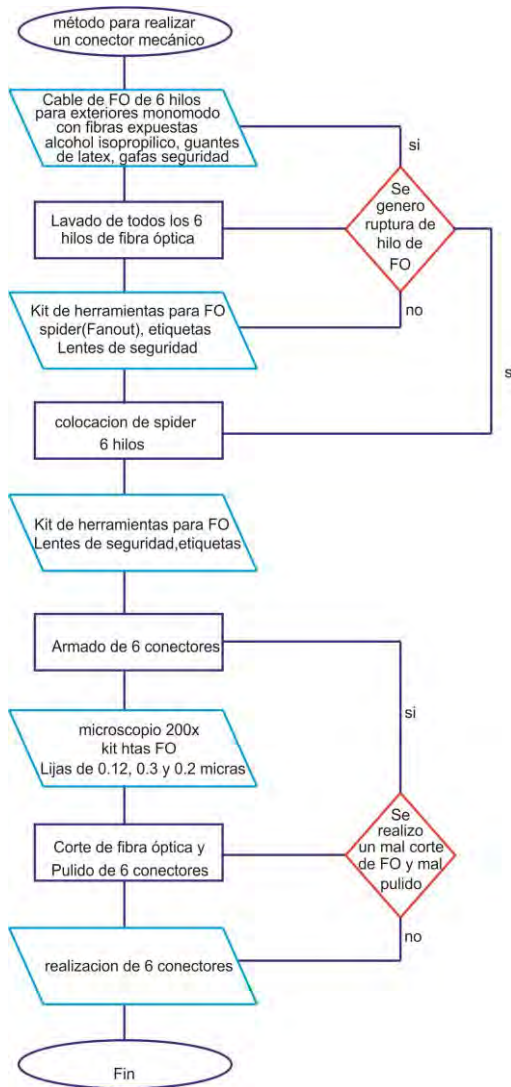 método para realizar
un conector mecánico
Cable de FO de 6 hilos
para exteriores monomodo
con fibras expuestas
alcohol isopropilico, guantes
de latex, gafas seguridad
si
Se
genero
ruptura de
hilo de
FO
Lavado de todos los 6
hilos de fibra óptica
no
Kit de herramientas para FO
spider(Fanout), etiquetas
Lentes de seguridad
s
colocacion de spider
6 hilos
Kit de herramientas para FO
Lentes de seguridad,etiquetas
Armado de 6 conectores
si
microscopio 200x
kit htas FO
Lijas de 0.12, 0.3 y 0.2 micras
Se
realizo
un mal corte
de FO y mal
pulido
Corte de fibra óptica y
Pulido de 6 conectores
no
realizacion de 6 conectores
Fin